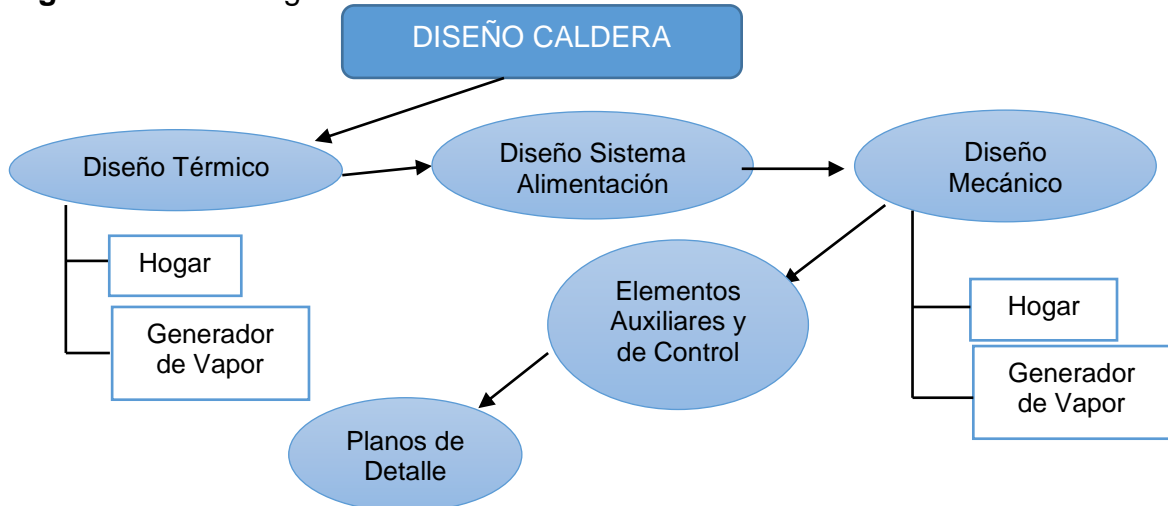 DISEÑO CALDERA
Diseño Térmico
Diseño Sistema
Alimentación
Diseño
Mecánico
Hogar
Generador
de Vapor
Elementos
Auxiliares y
de Control
Hogar
Generador
de Vapor
Planos de
Detalle